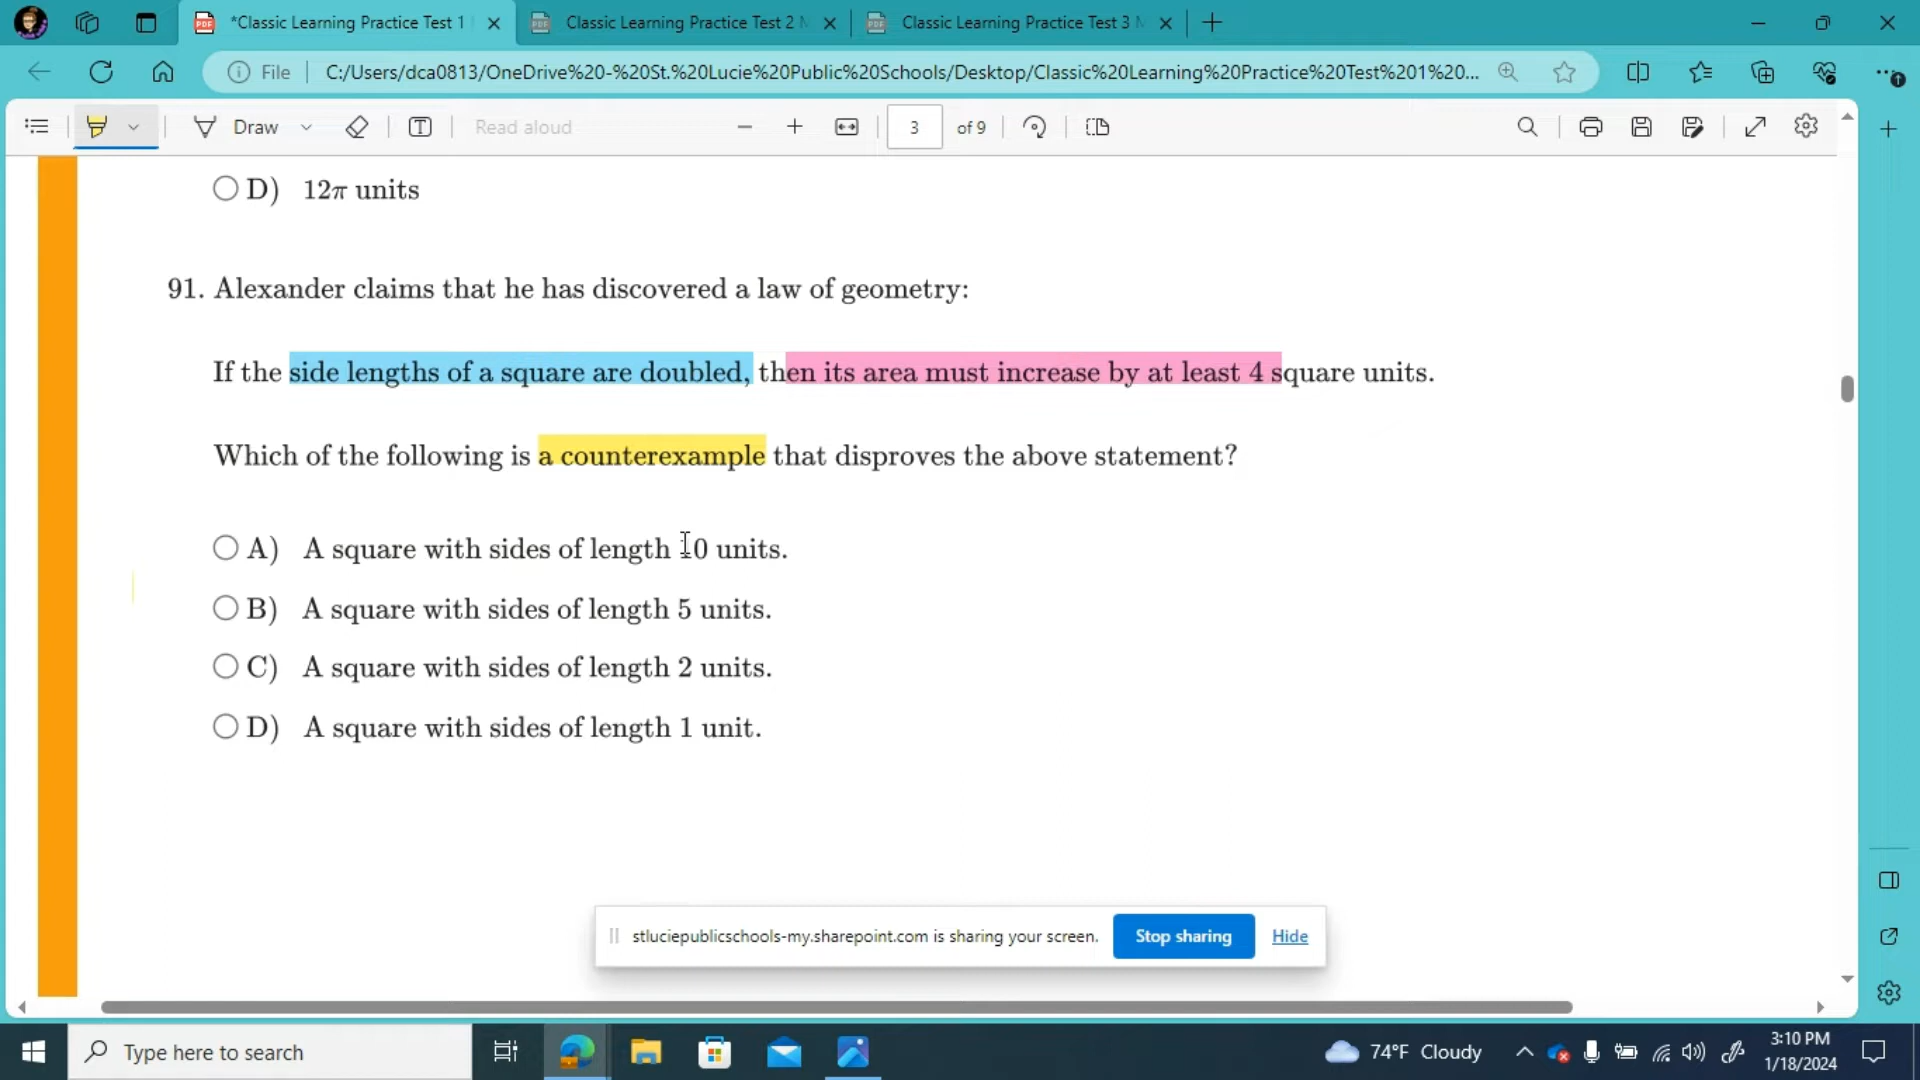 *Classic Learning Practice Test 1
Classic Learning Practice Test 2 M
Classic Learning Practice Test 3 M
File
C:/Users/dca0813/OneDrive%20-%20St.%20Lucie%20Public%20Schools/Desktop/Classic%20Learning%20Practice%20Test%201%20...
Draw
Read aloud
3
of 9
D) 12π units
91. Alexander claims that he has discovered a law of geometry:
If the side lengths of a square are doubled, then its area must increase by at least 4 square units.
Which of the following is a counterexample that disproves the above statement?
A) A square with sides of length 10 units.
B) A square with sides of length 5 units.
C) A square with sides of length 2 units.
D) A square with sides of length 1 unit.
stluciepublicschools-my.sharepoint.com is sharing your screen.
Stop sharing
Hide
Type here to search
74°F Cloudy
3:10 PM
1/18/2024